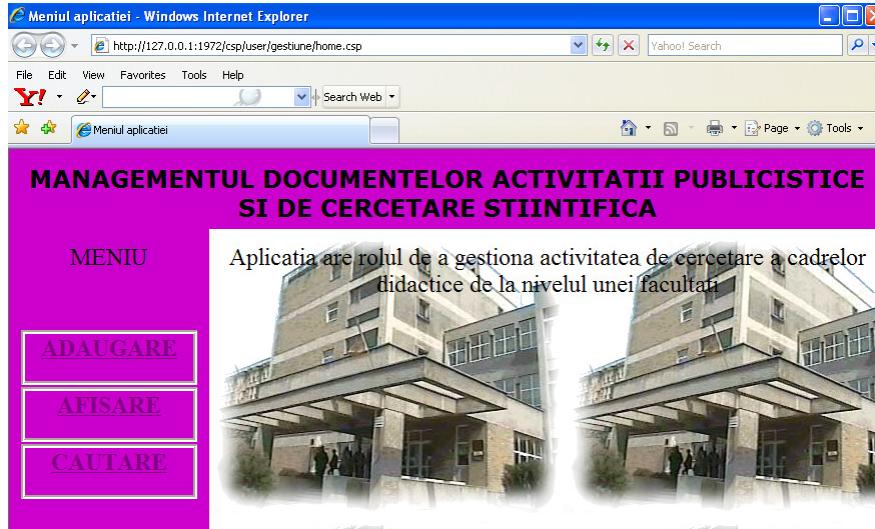 Meniul aplicatiei - Windows Internet Explorer
http://127.0.0.1:1972/csp/user/gestiune/home.csp
Yahoo! Search
File Edit View Favorites Tools Help
Y! Search Web
Meniul aplicatiei Page Tools
MANAGEMENTUL DOCUMENTELOR ACTIVITATII PUBLICISTICE
SI DE CERCETARE STIINTIFICA
MENIU
Aplicatia are rolul de a gestiona activitatea de cercetare a cadrelor
didactice de la nivelul unei facultati
ADAUGARE
AFISARE
CAUTARE